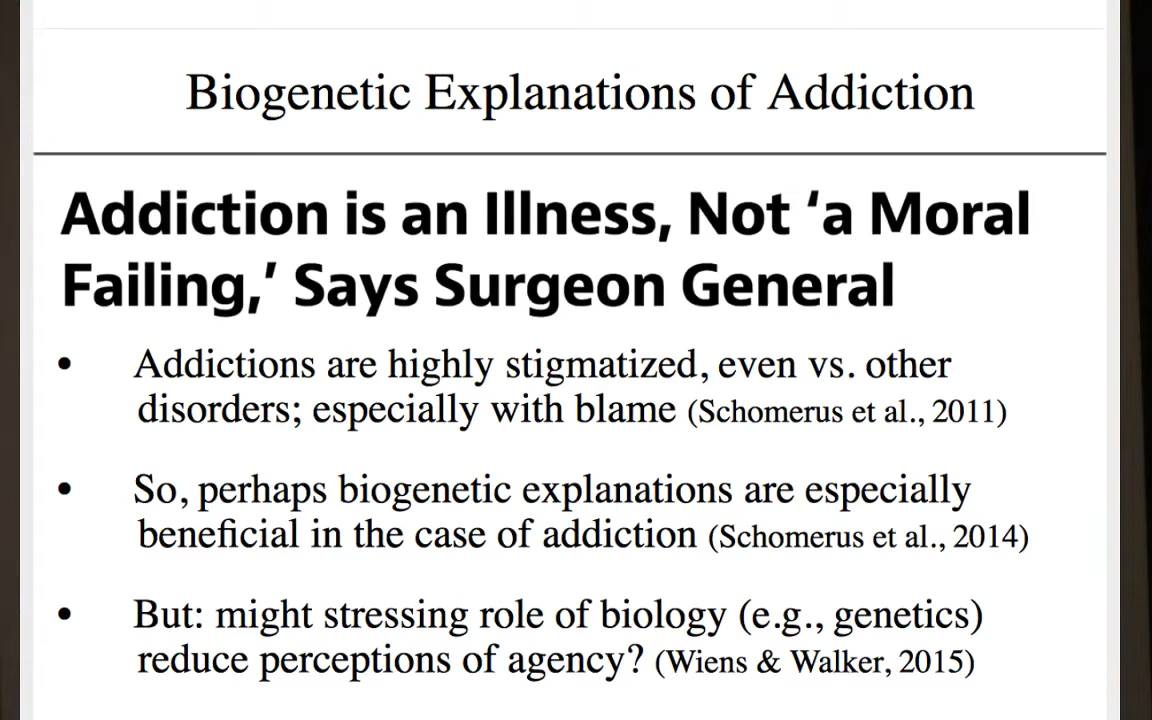 Biogenetic Explanations of Addiction
Addiction is an Illness, Not ‘a Moral
Failing,’ Says Surgeon General
• Addictions are highly stigmatized, even vs. other
disorders; especially with blame (Schomerus et al., 2011)
• So, perhaps biogenetic explanations are especially
beneficial in the case of addiction (Schomerus et al., 2014)
• But: might stressing role of biology (e.g., genetics)
reduce perceptions of agency? (Wiens & Walker, 2015)